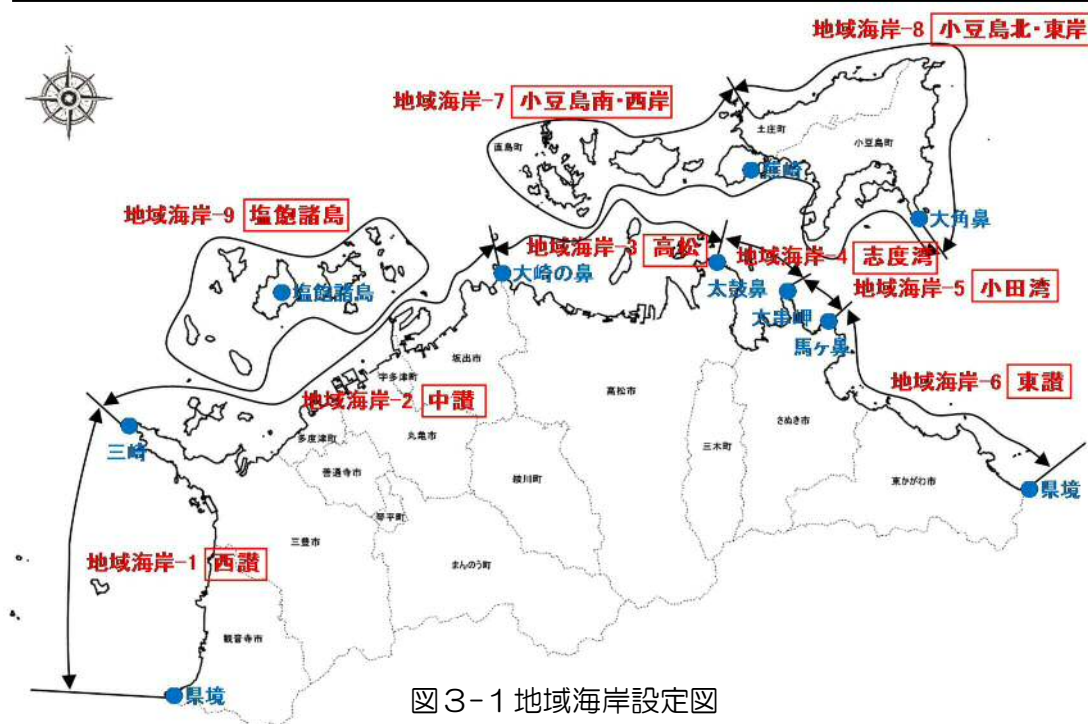 地域海岸-8 小豆島北・東岸
N
地域海岸-7 小豆島南・西岸
土庄町
直島町
小豆島町
蕪崎
地域海岸-9 塩飽諸島
大角鼻
地域海岸-3 高松
地域海岸-4 志度湾
大崎の鼻
太鼓鼻
地域海岸-5 小田湾
塩飽諸島
大串岬
馬ヶ鼻
坂出市
宇多津町
高松市
地域海岸-6 東讃
地域海岸-2 中讃
さぬき市
三崎
多度津町
丸亀市
三木町
善通寺市
綾川町
東かがわ市
県境
琴平町
三豊市
地域海岸-1 西讃
まんのう町
観音寺市
県境
図3-1 地域海岸設定図